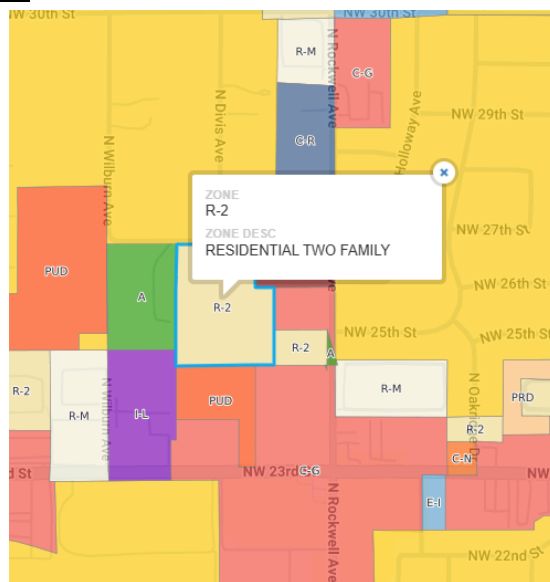 NW 30th St
NW 30th St
R-M
N Rockwell Ave
C-G
N Divis Ave
N Wilburn Ave
C-R
Holloway Ave
NW 29th St
ZONE
R-2
ZONE DESC
RESIDENTIAL TWO FAMILY
NW 27th St
PUD
A
NW 26th St
R-2
NW 25th St
NW 25th St
R-2
A
R-2
R-M
N Wilburn Ave
I-L
PUD
R-M
N Oakridge Dr
PRD
R-2
C-N
d St
NW 23rd
C-G
NW
N Rockwell Ave
E-I
NW 22nd St